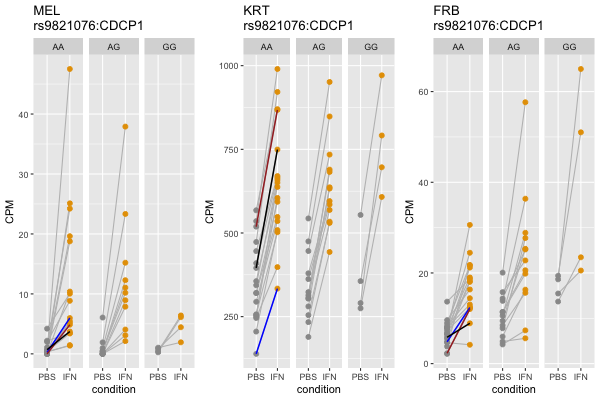 MEL
rs9821076:CDCP1
AA AG GG
CPM
40
30
20
10
0
PBS IFN PBS IFN PBS IFN
condition
KRT
rs9821076:CDCP1
AA AG GG
CPM
1000
750
500
250
PBS IFN PBS IFN PBS IFN
condition
FRB
rs9821076:CDCP1
AA AG GG
CPM
60
40
20
0
PBS IFN PBS IFN PBS IFN
condition